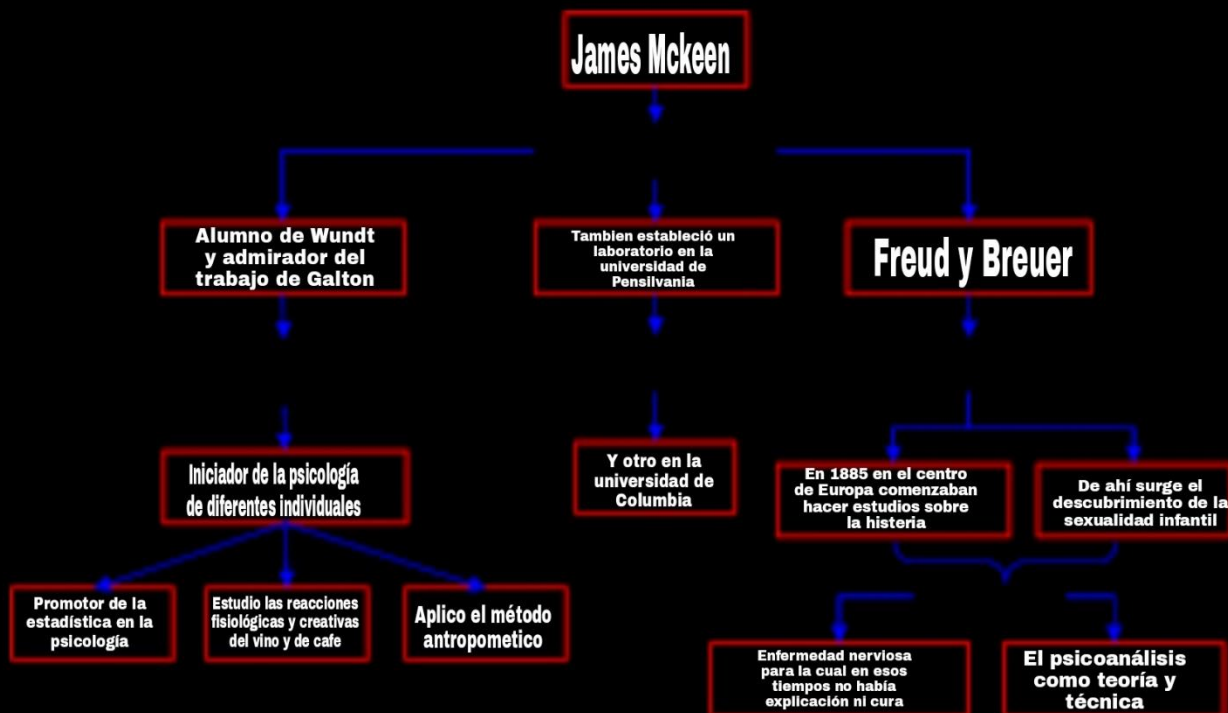 James Mckeen
Alumno de Wundt
y admirador del
trabajo de Galton
Tambien estableció un
laboratorio en la
universidad de
Pensilvania
Freud y Breuer
Iniciador de la psicología
de diferentes individuales
Y otro en la
universidad de
Columbia
En 1885 en el centro
de Europa comenzaban
hacer estudios sobre
la histeria
De ahí surge el
descubrimiento de la
sexualidad infantil
Promotor de la
estadística en la
psicología
Estudio las reacciones
fisiológicas y creativas
del vino y de cafe
Aplico el método
antropometico
Enfermedad nerviosa
para la cual en esos
tiempos no había
explicación ni cura
El psicoanálisis
como teoría y
técnica